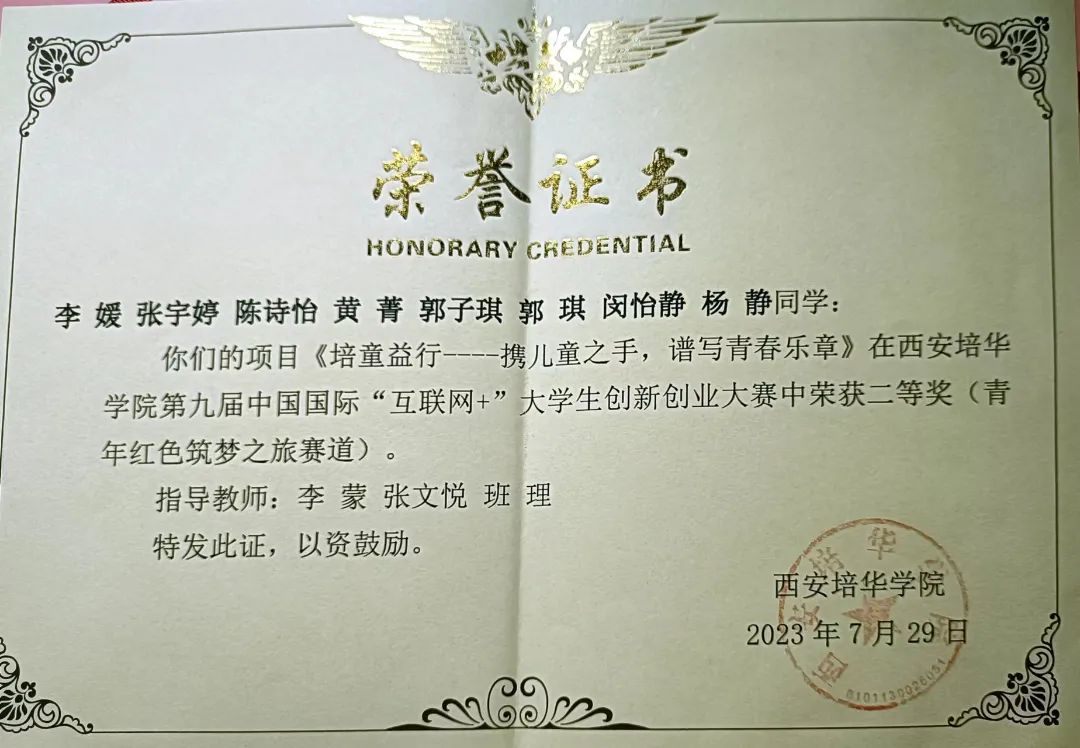 荣誉证书
HONORARY CREDENTIAL
李 媛 张宇婷 陈诗怡 黄 菁 郭子琪 郭 琪 闵怡静 杨 静同学：
你们的项目《培童益行----携儿童之手，谱写青春乐章》在西安培华
学院第九届中国国际“互联网+”大学生创新创业大赛中荣获二等奖（青
年红色筑梦之旅赛道）。
指导教师：李 蒙 张文悦 班 理
特发此证，以资鼓励。
西安培华学院
2023 年 7 月 29 日
西安培华学院